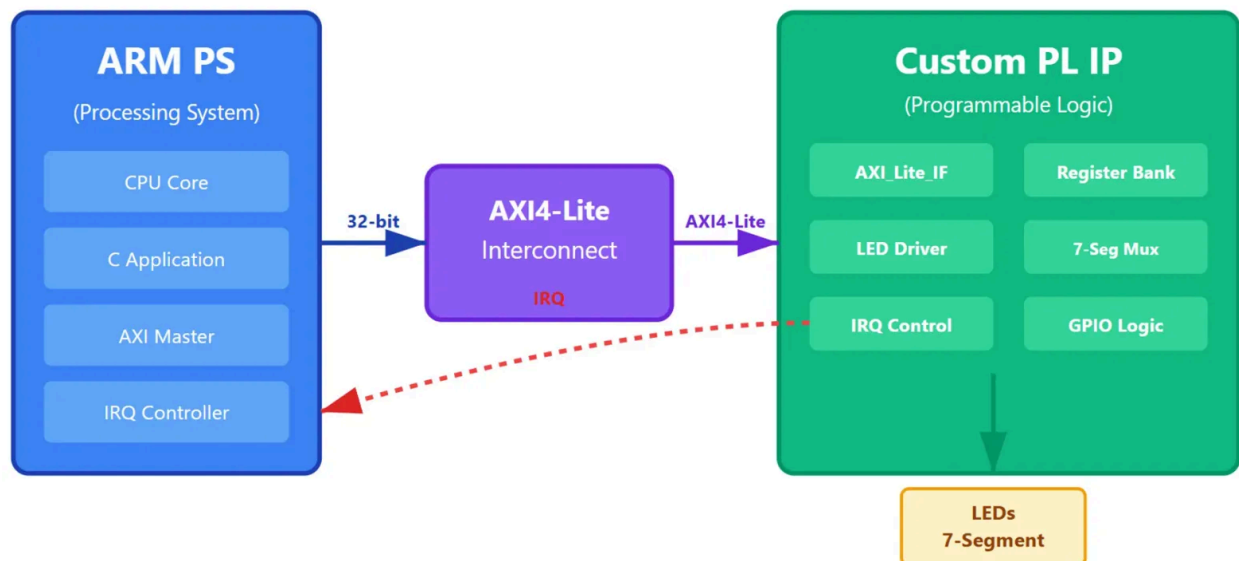 ARM PS
(Processing System)
CPU Core
C Application
AXI Master
IRQ Controller
32-bit
AXI4-Lite
Interconnect
IRQ
AXI4-Lite
Custom PL IP
(Programmable Logic)
AXI_Lite_IF
Register Bank
LED Driver
7-Seg Mux
IRQ Control
GPIO Logic
LEDs
7-Segment